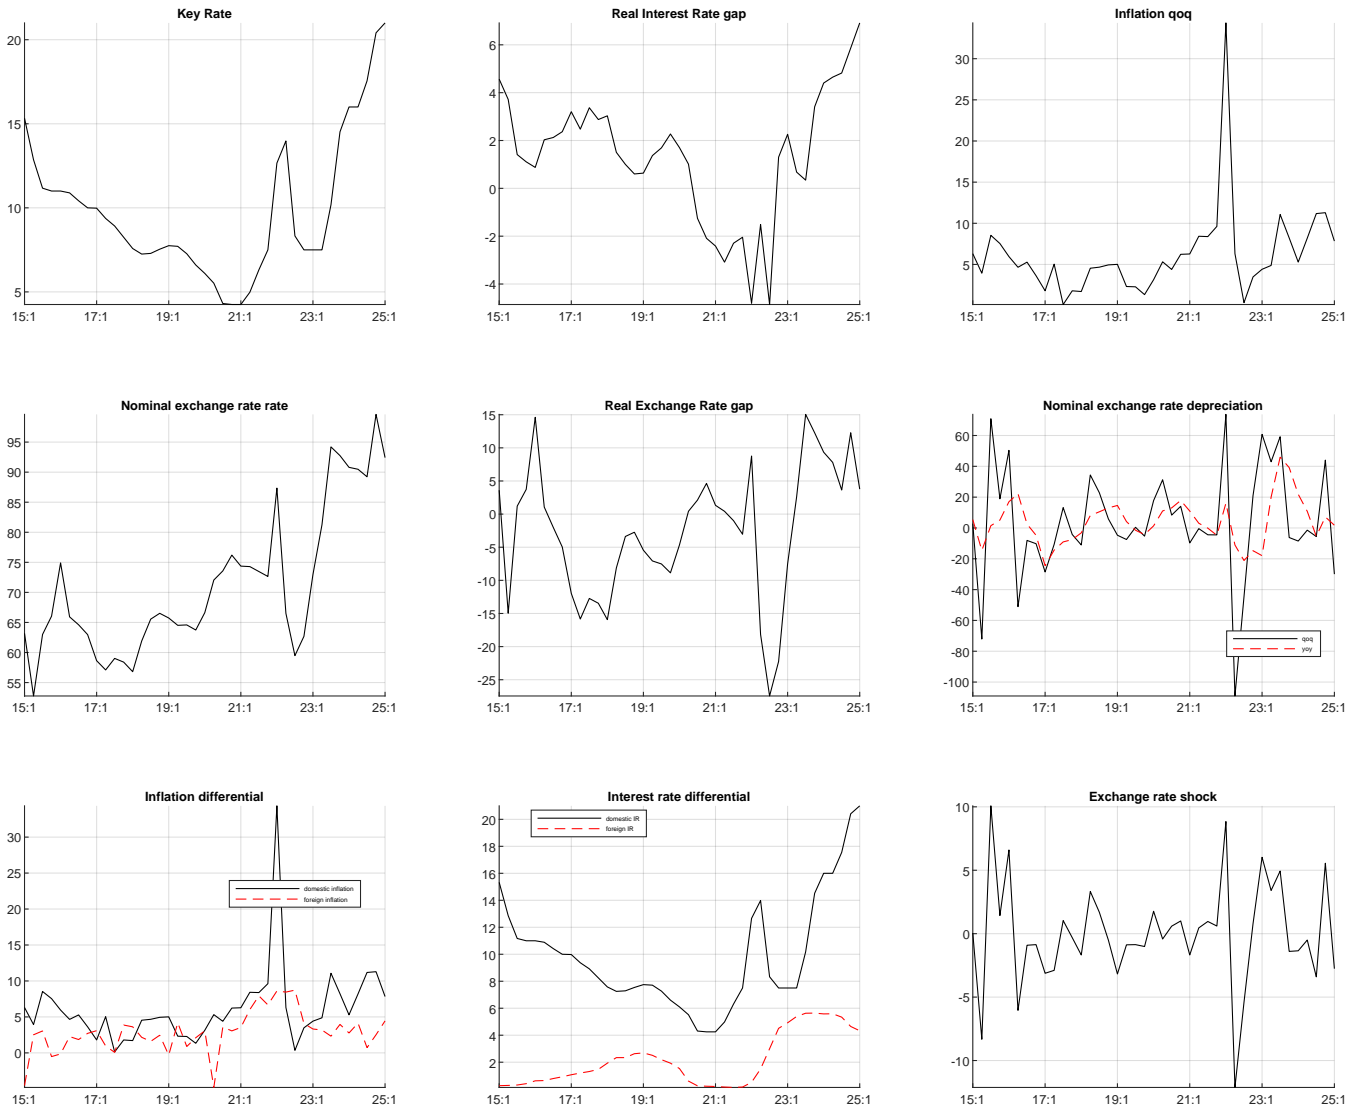 Key Rate
20
15
10
5
15:1 17:1 19:1 21:1 23:1 25:1
Real Interest Rate gap
6
4
2
0
-2
-4
15:1 17:1 19:1 21:1 23:1 25:1
Inflation qoq
30
25
20
15
10
5
15:1 17:1 19:1 21:1 23:1 25:1
Nominal exchange rate rate
95
90
85
80
75
70
65
60
55
15:1 17:1 19:1 21:1 23:1 25:1
Real Exchange Rate gap
15
10
5
0
-5
-10
-15
-20
-25
15:1 17:1 19:1 21:1 23:1 25:1
Nominal exchange rate depreciation
60
40
20
0
-20
-40
-60
-80
-100
qoq
yoy
15:1 17:1 19:1 21:1 23:1 25:1
Inflation differential
30
25
20
15
10
5
0
domestic inflation
foreign inflation
15:1 17:1 19:1 21:1 23:1 25:1
Interest rate differential
domestic IR
foreign IR
20
18
16
14
12
10
8
6
4
2
15:1 17:1 19:1 21:1 23:1 25:1
Exchange rate shock
10
5
0
-5
-10
15:1 17:1 19:1 21:1 23:1 25:1